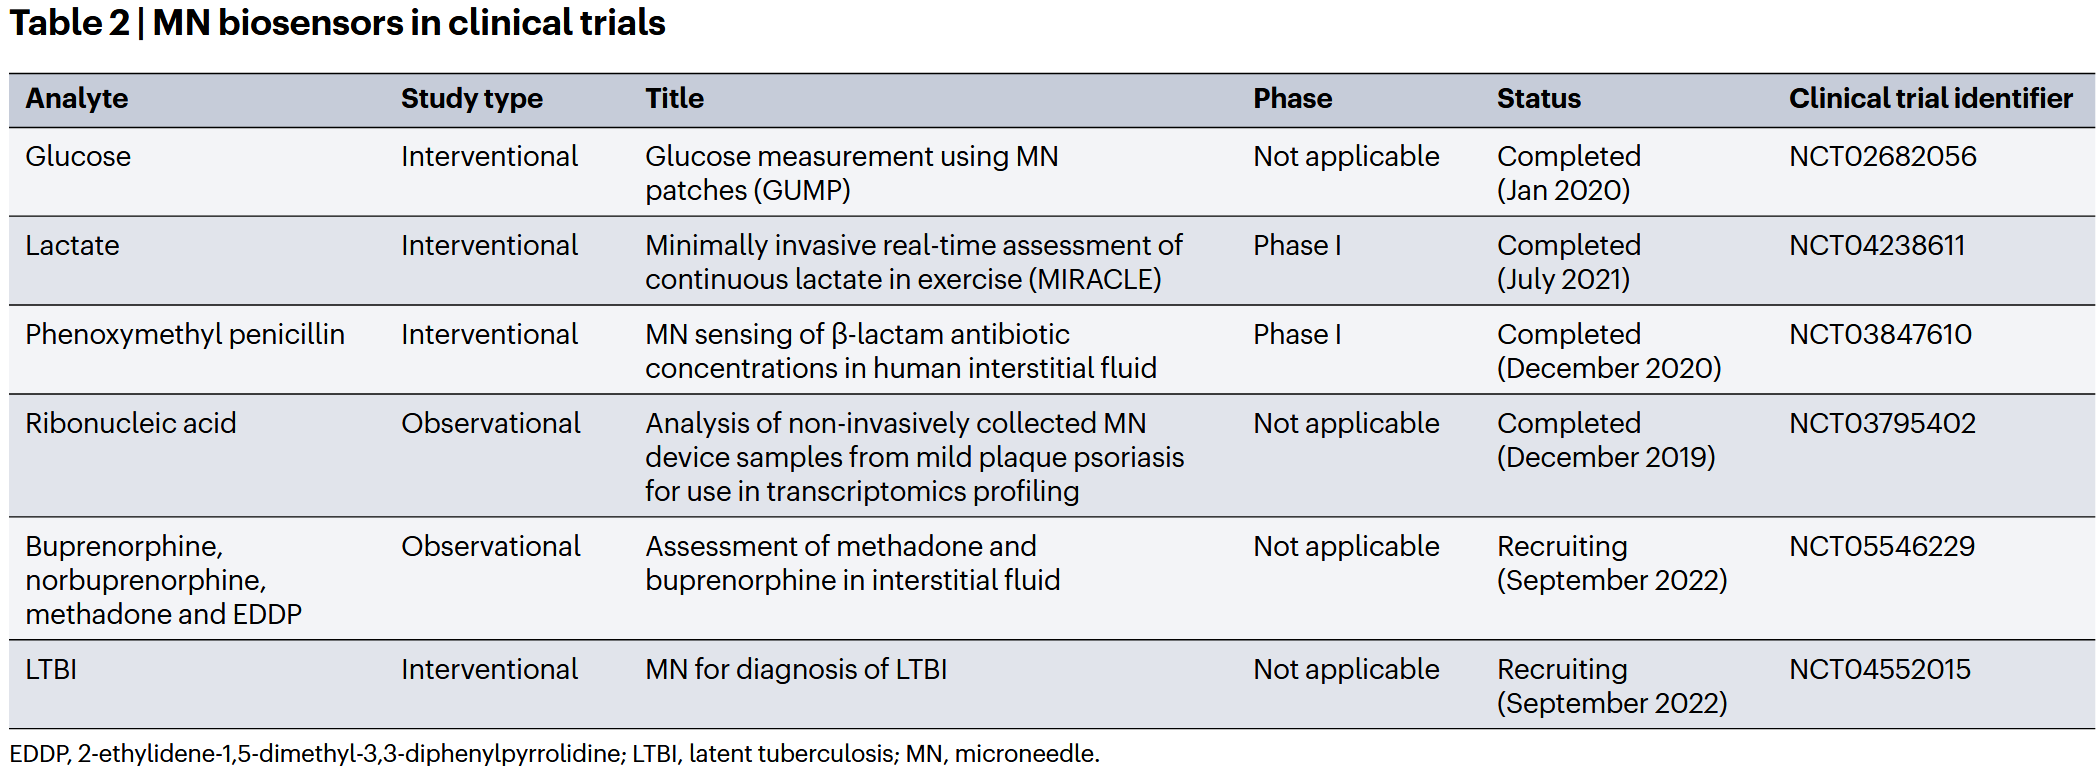 Table 2 | MN biosensors in clinical trials
Analyte Study type Title Phase Status Clinical trial identifier
Glucose Interventional Glucose measurement using MN Not applicable Completed NCT02682056
patches (GUMP) (Jan 2020)
Lactate Interventional Minimally invasive real-time assessment of Phase I Completed NCT04238611
continuous lactate in exercise (MIRACLE) (July 2021)
Phenoxymethyl penicillin Interventional MN sensing of β-lactam antibiotic Phase I Completed NCT03847610
concentrations in human interstitial fluid (December 2020)
Ribonucleic acid Observational Analysis of non-invasively collected MN Not applicable Completed NCT03795402
device samples from mild plaque psoriasis (December 2019)
for use in transcriptomics profiling
Buprenorphine, Observational Assessment of methadone and Not applicable Recruiting NCT05546229
norbuprenorphine, buprenorphine in interstitial fluid (September 2022)
methadone and EDDP
LTBI Interventional MN for diagnosis of LTBI Not applicable Recruiting NCT04552015
(September 2022)
EDDP, 2-ethylidene-1,5-dimethyl-3,3-diphenylpyrrolidine; LTBI, latent tuberculosis; MN, microneedle.